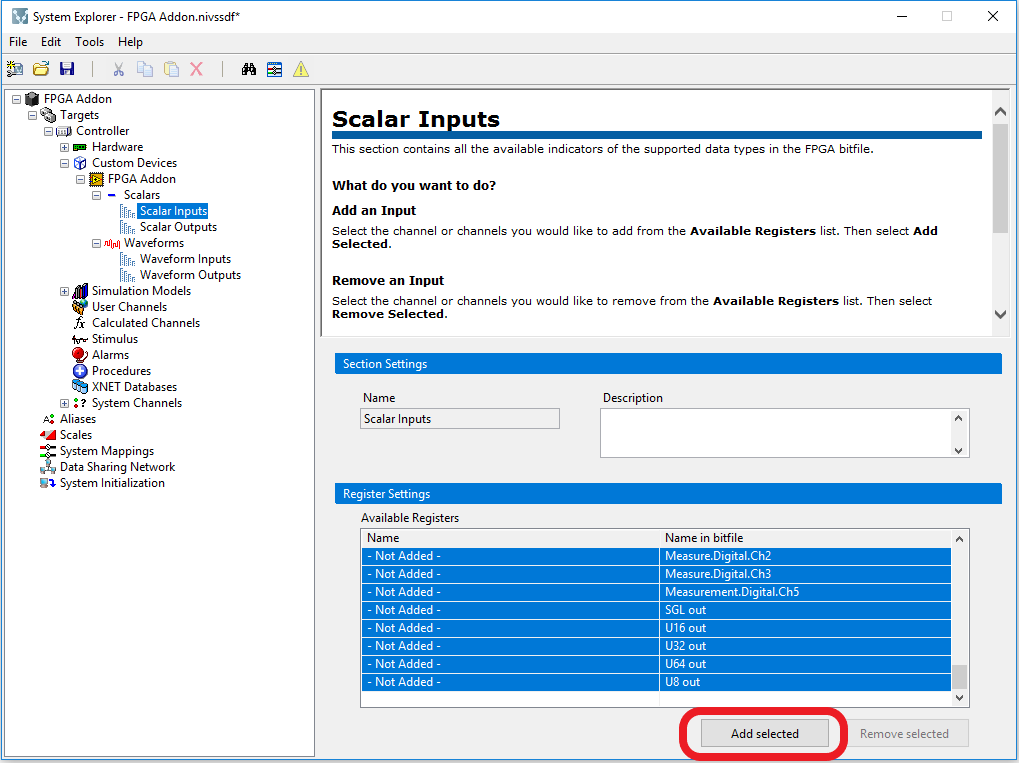 System Explorer - FPGA Addon.nivssdf*
File Edit Tools Help
FPGA Addon
Targets
Controller
Hardware
Custom Devices
FPGA Addon
Scalars
Scalar Inputs
Scalar Outputs
Waveforms
Waveform Inputs
Waveform Outputs
Simulation Models
User Channels
fx Calculated Channels
Stimulus
Alarms
Procedures
XNET Databases
:? System Channels
Aliases
Scales
System Mappings
Data Sharing Network
System Initialization
Scalar Inputs
This section contains all the available indicators of the supported data types in the FPGA bitfile.
What do you want to do?
Add an Input
Select the channel or channels you would like to add from the Available Registers list. Then select Add
Selected.
Remove an Input
Select the channel or channels you would like to remove from the Available Registers list. Then select
Remove Selected.
Section Settings
Name Description
Scalar Inputs
Register Settings
Available Registers
Name Name in bitfile
- Not Added - Measure.Digital.Ch2
- Not Added - Measure.Digital.Ch3
- Not Added - Measurement.Digital.Ch5
- Not Added - SGL out
- Not Added - U16 out
- Not Added - U32 out
- Not Added - U64 out
- Not Added - U8 out
Add selected Remove selected